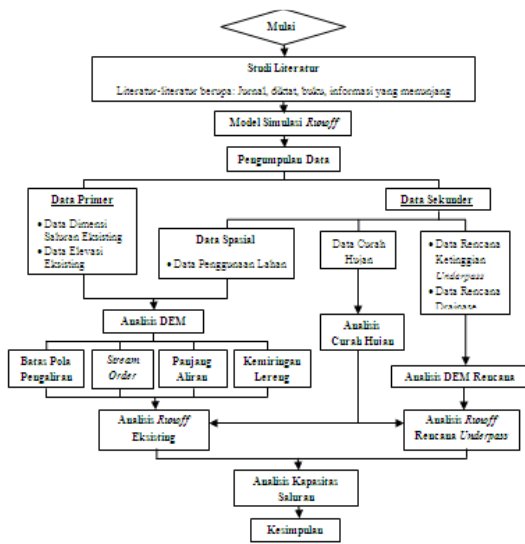 Mulai
Studi Literatur
Literatur-literatur berupa: Jurnal, diktat, buku, informasi yang menunjang
Model Simulasi Runoff
Pengumpulan Data
Data Primer
• Data Dimensi
Saluran Eksisting
• Data Elevasi
Eksisting
Data Sekunder
Data Spasial
• Data Penggunaan Lahan
Data Curah
Hujan
• Data Rencana
Ketinggian
Underpass
• Data Rencana
Drainase
Analisis DEM
Analisis
Curah Hujan
Batas Pola
Pengaliran
Stream
Order
Panjang
Aliran
Kemiringan
Lereng
Analisis DEM Rencana
Analisis Runoff
Eksisting
Analisis Runoff
Rencana Underpass
Analisis Kapasitas
Saluran
Kesimpulan